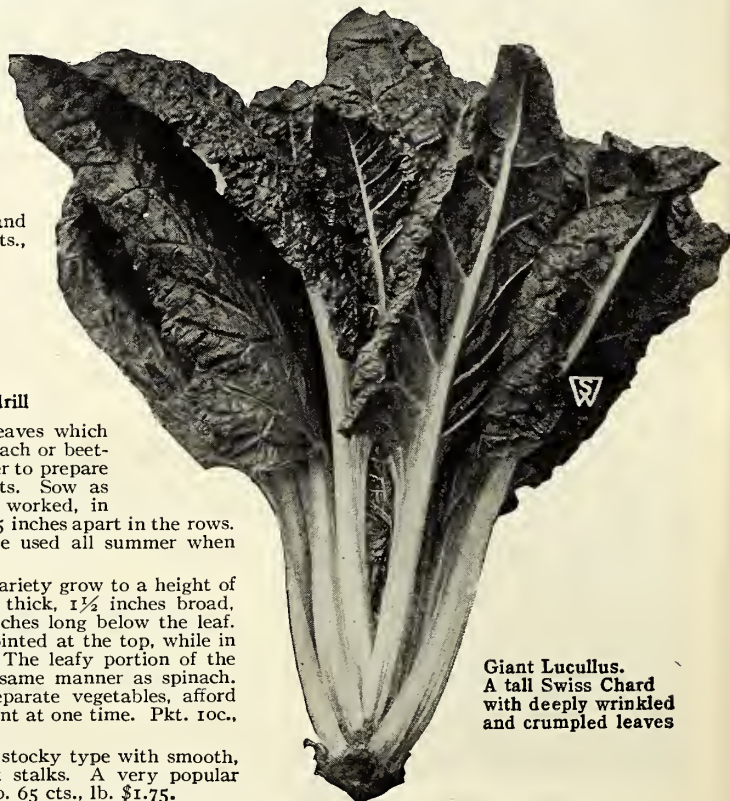 and
ts.,
drill
eaves which
ach or beet-
er to prepare
ts. Sow as
worked, in
5 inches apart in the rows.
e used all summer when
ariety grow to a height of
thick, 1½ inches broad,
ches long below the leaf.
inted at the top, while in
The leafy portion of the
same manner as spinach.
eparate vegetables, afford
nt at one time. Pkt. 10c.,
stocky type with smooth,
stalks. A very popular
b. 65 cts., lb. $1.75.
SW
Giant Lucullus.
A tall Swiss Chard
with deeply wrinkled
and crumpled leaves